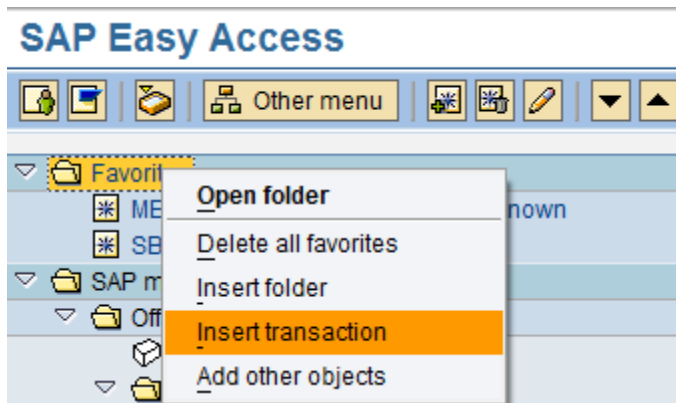 SAP Easy Access
Other menu
Favorit
Open folder
ME nown
Delete all favorites
SB
Insert folder
SAP m
Insert transaction
Off
Add other objects